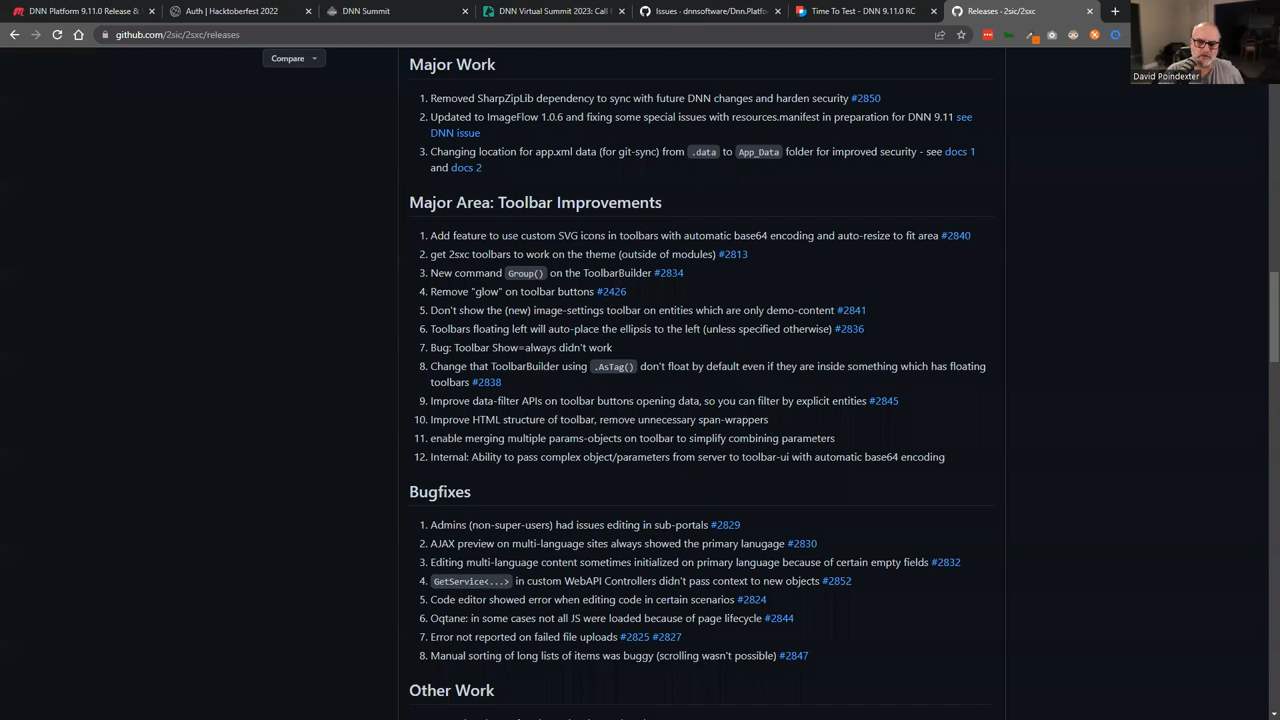 DNN Platform 9.11.0 Release &
Auth | Hacktoberfest 2022
DNN Summit
DNN Virtual Summit 2023: Call
Issues · dnnsoftware/Dnn.Platfo
Time To Test - DNN 9.11.0 RC
Releases · 2sic/2sxc
github.com/2sic/2sxc/releases
David Poindexter
Compare
Major Work
1. Removed SharpZipLib dependency to sync with future DNN changes and harden security #2850
2. Updated to ImageFlow 1.0.6 and fixing some special issues with resources.manifest in preparation for DNN 9.11 see
DNN issue
3. Changing location for app.xml data (for git-sync) from .data to App_Data folder for improved security - see docs 1
and docs 2
Major Area: Toolbar Improvements
1. Add feature to use custom SVG icons in toolbars with automatic base64 encoding and auto-resize to fit area #2840
2. get 2sxc toolbars to work on the theme (outside of modules) #2813
3. New command Group() on the ToolbarBuilder #2834
4. Remove "glow" on toolbar buttons #2426
5. Don't show the (new) image-settings toolbar on entities which are only demo-content #2841
6. Toolbars floating left will auto-place the ellipsis to the left (unless specified otherwise) #2836
7. Bug: Toolbar Show=always didn't work
8. Change that ToolbarBuilder using .AsTag() don't float by default even if they are inside something which has floating
toolbars #2838
9. Improve data-filter APIs on toolbar buttons opening data, so you can filter by explicit entities #2845
10. Improve HTML structure of toolbar, remove unnecessary span-wrappers
11. enable merging multiple params-objects on toolbar to simplify combining parameters
12. Internal: Ability to pass complex object/parameters from server to toolbar-ui with automatic base64 encoding
Bugfixes
1. Admins (non-super-users) had issues editing in sub-portals #2829
2. AJAX preview on multi-language sites always showed the primary lanugage #2830
3. Editing multi-language content sometimes initialized on primary language because of certain empty fields #2832
4. GetService<...> in custom WebAPI Controllers didn't pass context to new objects #2852
5. Code editor showed error when editing code in certain scenarios #2824
6. Oqtane: in some cases not all JS were loaded because of page lifecycle #2844
7. Error not reported on failed file uploads #2825 #2827
8. Manual sorting of long lists of items was buggy (scrolling wasn't possible) #2847
Other Work